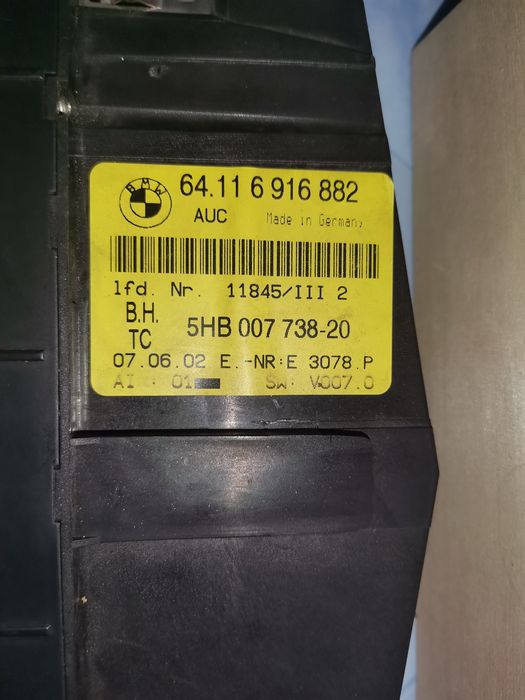 BMW
64.11 6 916 882
AUC Made in Germany
lfd. Nr. 11845/III 2
B.H.
TC 5HB 007 738-20
07.06.02 E.-NR:E 3078.P
AI : 01 SW: V007.0